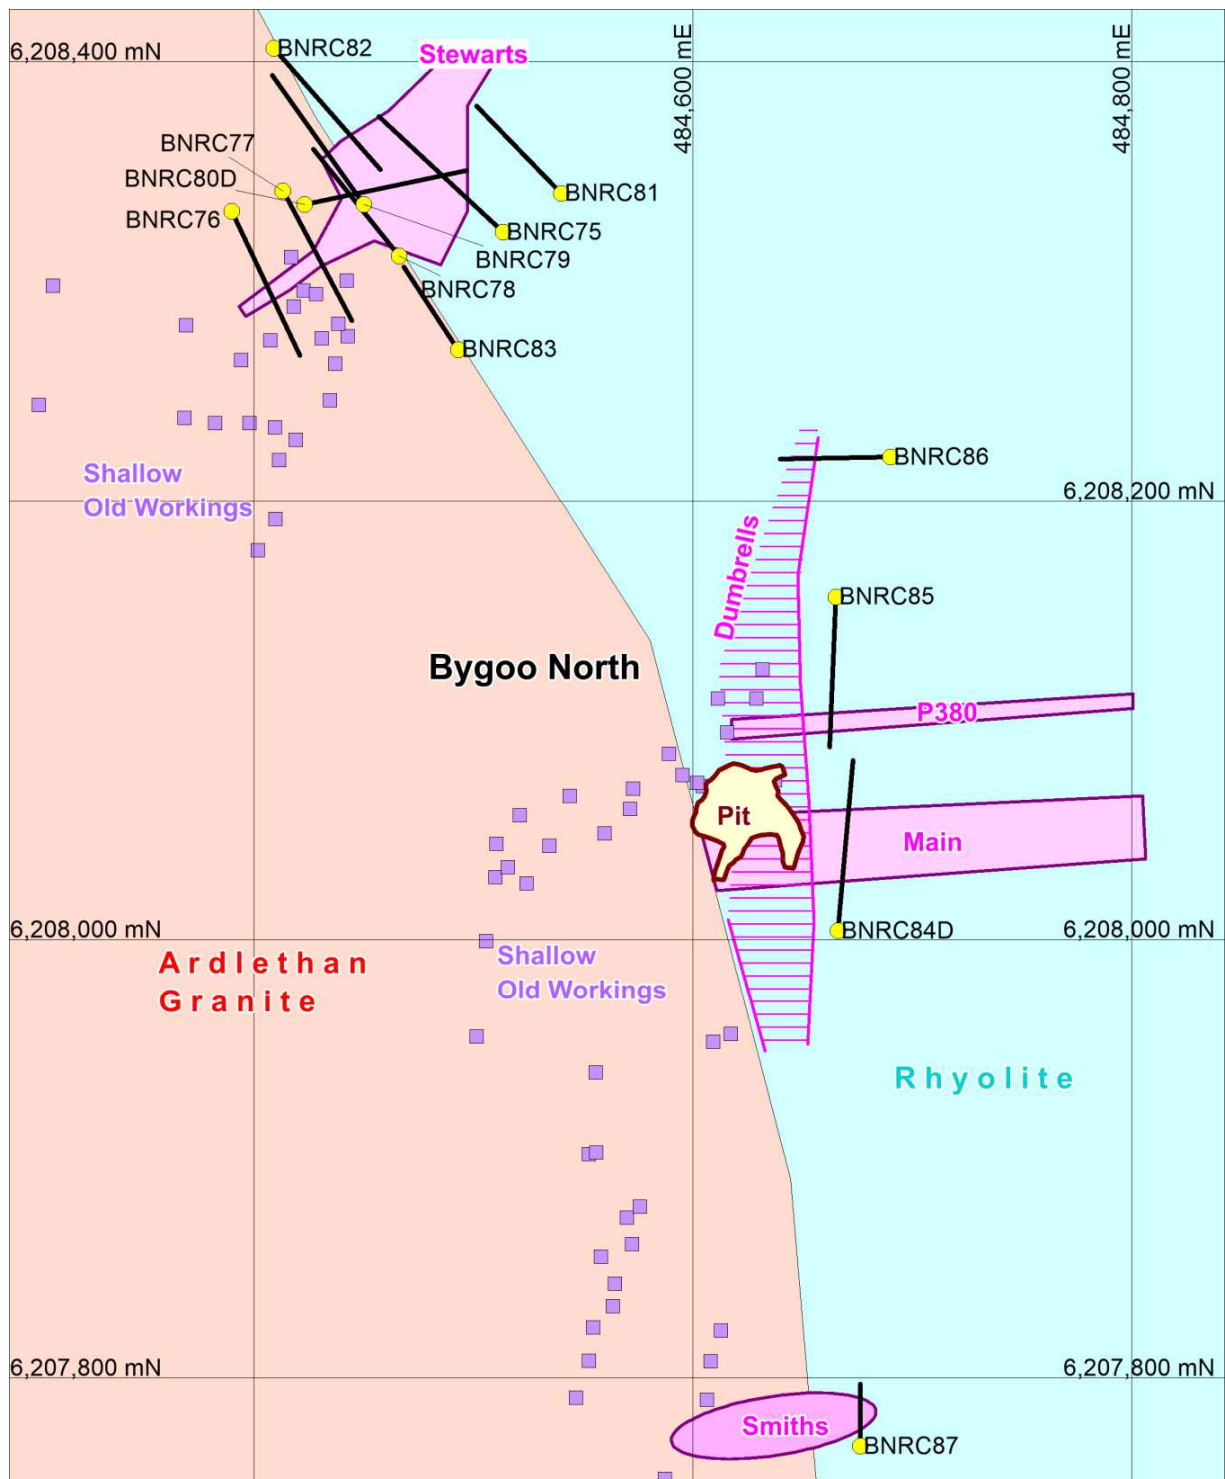 6,208,400 mN
BNRC82
Stewarts
484,600 mE
484,800 mE
BNRC77
BNRC80D
BNRC76
BNRC81
BNRC75
BNRC79
BNRC78
BNRC83
Shallow
Old Workings
BNRC86
6,208,200 mN
Dumbrells
BNRC85
Bygoo North
P380
Pit
Main
BNRC84D
6,208,000 mN
6,208,000 mN
Ardlethan
Granite
Shallow
Old Workings
Rhyolite
6,207,800 mN
6,207,800 mN
Smiths
BNRC87